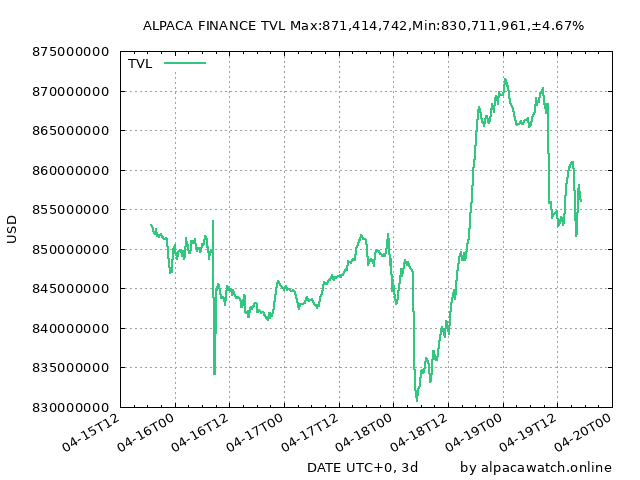 ALPACA FINANCE TVL Max:871,414,742,Min:830,711,961,±4.67%
TVL
875000000
870000000
865000000
860000000
855000000
850000000
845000000
840000000
835000000
830000000
USD
04-15T12
04-16T00
04-16T12
04-17T00
04-17T12
04-18T00
04-18T12
04-19T00
04-19T12
04-20T00
DATE UTC+0, 3d
by alpacawatch.online